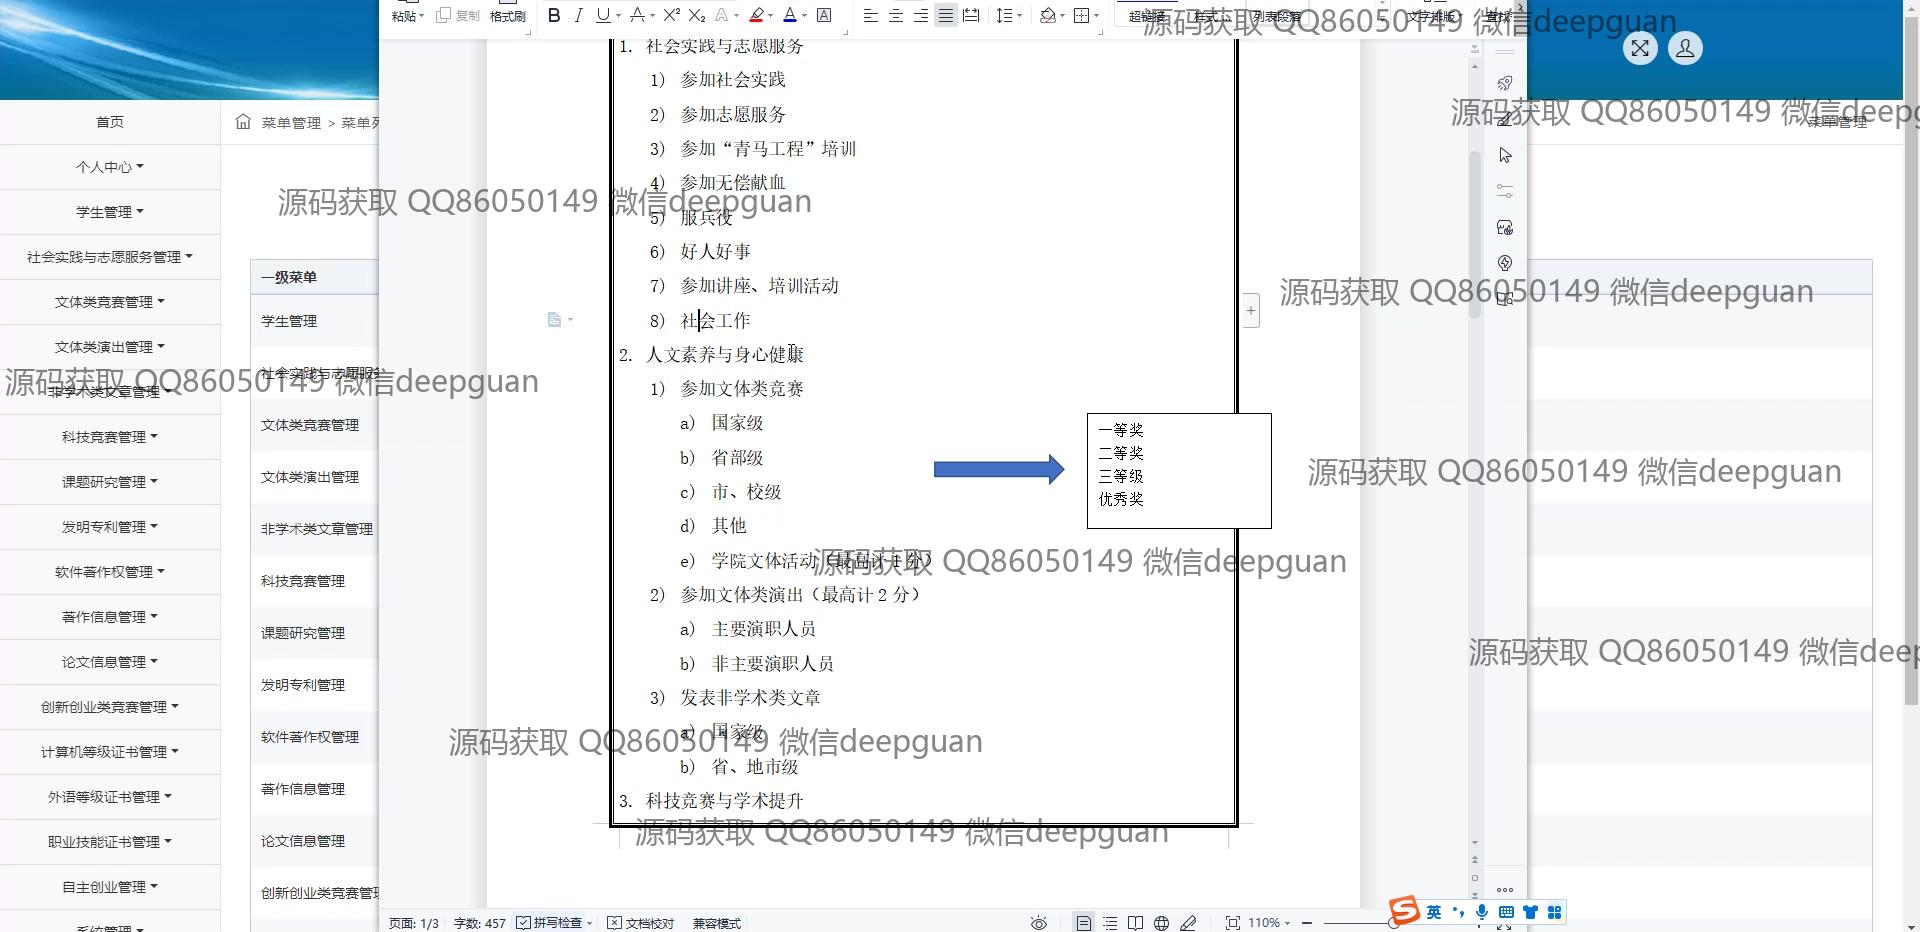 粘贴 复制 格式刷 超链接 样式 列表段落 文字排版 查找
源码获取 QQ86050149 微信deepguan
首页
菜单管理 > 菜单列
菜单管理
源码获取 QQ86050149 微信deepg
个人中心
学生管理
社会实践与志愿服务管理
文体类竞赛管理
文体类演出管理
非学术类文章管理
科技竞赛管理
课题研究管理
发明专利管理
软件著作权管理
著作信息管理
论文信息管理
创新创业类竞赛管理
计算机等级证书管理
外语等级证书管理
职业技能证书管理
自主创业管理
系统管理
一级菜单
学生管理
社会实践与志愿服务
文体类竞赛管理
文体类演出管理
非学术类文章管理
科技竞赛管理
课题研究管理
发明专利管理
软件著作权管理
著作信息管理
论文信息管理
创新创业类竞赛管理
1. 社会实践与志愿服务
1) 参加社会实践
2) 参加志愿服务
3) 参加“青马工程”培训
4) 参加无偿献血
源码获取 QQ86050149 微信deepguan
5) 服兵役
6) 好人好事
7) 参加讲座、培训活动
源码获取 QQ86050149 微信deepguan
8) 社会工作
2. 人文素养与身心健康
源码获取 QQ86050149 微信deepguan
1) 参加文体类竞赛
a) 国家级
b) 省部级
c) 市、校级
d) 其他
一等奖
二等奖
三等级
优秀奖
源码获取 QQ86050149 微信deepguan
e) 学院文体活动（最高计1分）
源码获取 QQ86050149 微信deepguan
2) 参加文体类演出（最高计2分）
a) 主要演职人员
b) 非主要演职人员
源码获取 QQ86050149 微信deep
3) 发表非学术类文章
a) 国家级
源码获取 QQ86050149 微信deepguan
b) 省、地市级
3. 科技竞赛与学术提升
源码获取 QQ86050149 微信deepguan
页面: 1/3 字数: 457 拼写检查 文档校对 兼容模式 110%
英